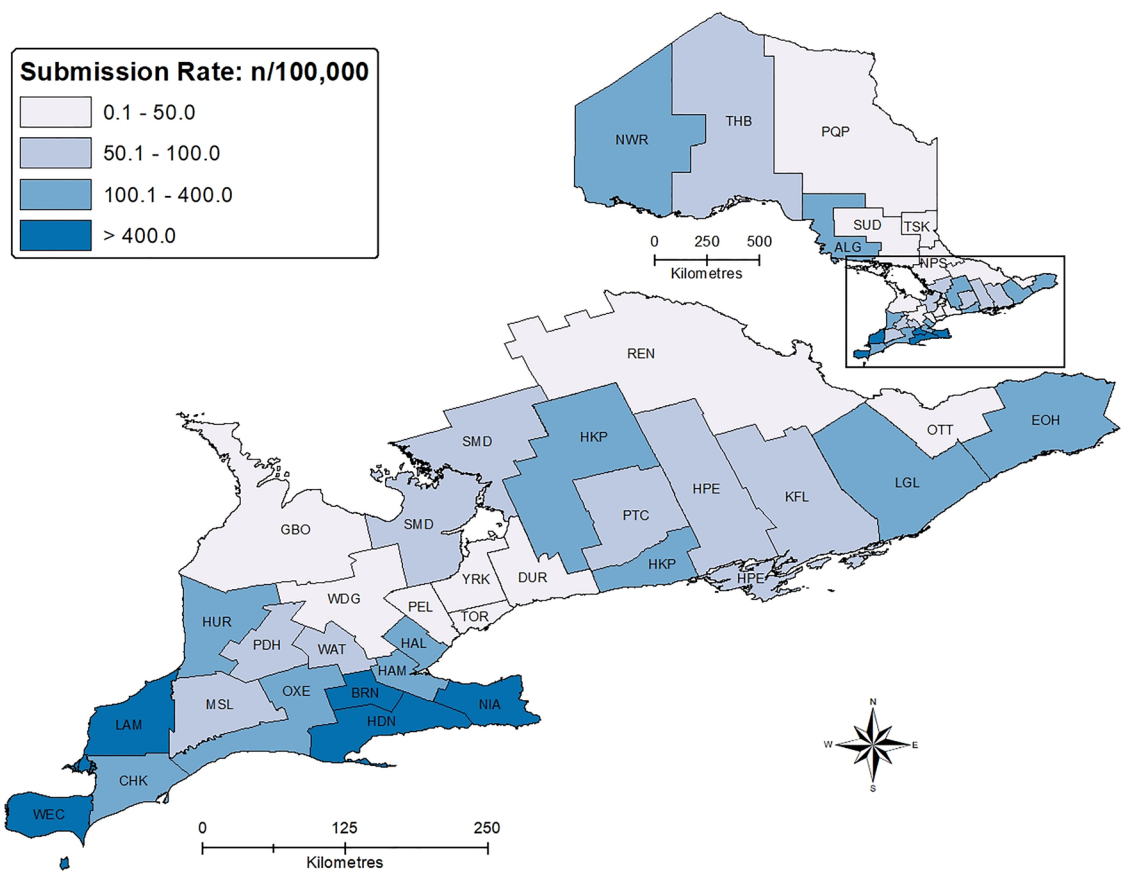 Submission Rate: n/100,000
0.1 - 50.0
50.1 - 100.0
100.1 - 400.0
> 400.0
NWR
THB
PQP
SUD
TSK
ALG
NPS
0 250 500
Kilometres
REN
SMD
HKP
OTT
EOH
HPE
KFL
LGL
GBO
SMD
PTC
HKP
HPE
YRK
DUR
WDG
PEL
TOR
HUR
PDH
WAT
HAL
HAM
OXE
BRN
NIA
LAM
MSL
HDN
CHK
WEC
N
W E
S
0 125 250
Kilometres